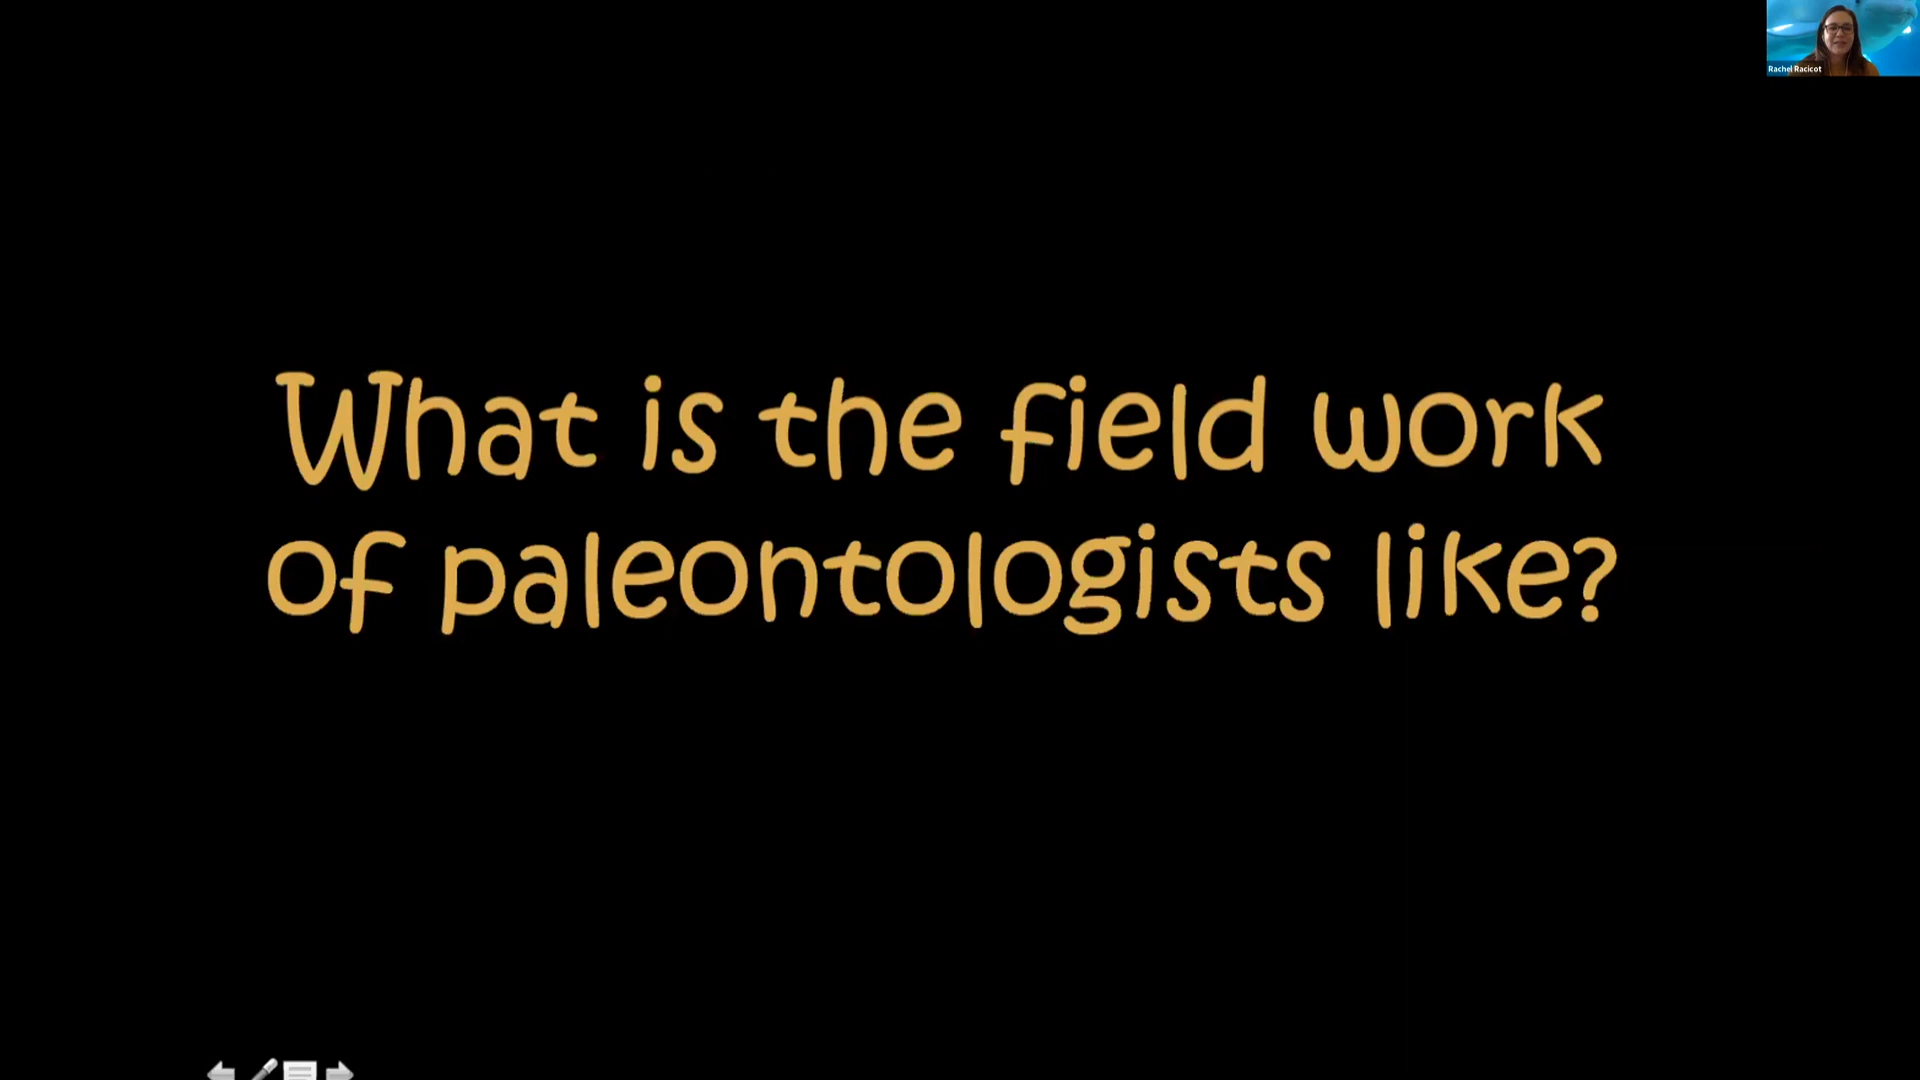 Rachel Racicot
What is the field work
of paleontologists like?